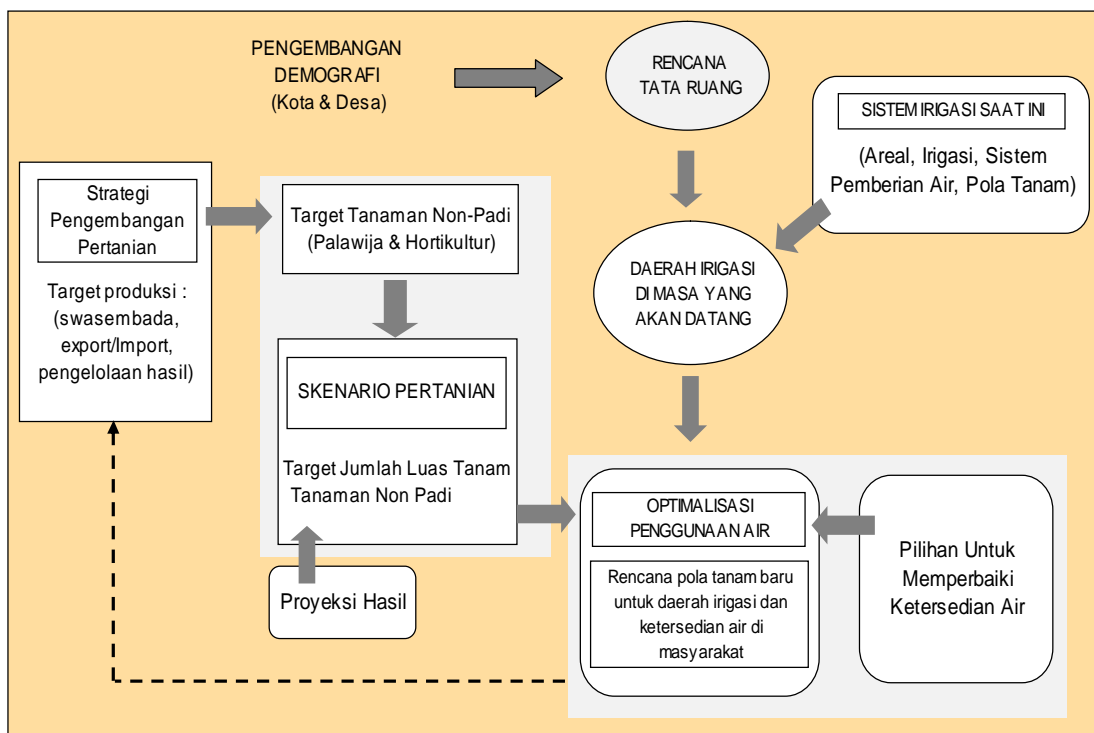 PENGEMBANGAN
DEMOGRAFI
(Kota & Desa)
RENCANA
TATA RUANG
SISTEM IRIGASI SAAT INI
(Areal, Irigasi, Sistem
Pemberian Air, Pola Tanam)
Strategi
Pengembangan
Pertanian
Target produksi :
(swasembada,
export/Import,
pengelolaan hasil)
Target Tanaman Non-Padi
(Palawija & Hortikultur)
DAERAH IRIGASI
DI MASA YANG
AKAN DATANG
SKENARIO PERTANIAN
Target Jumlah Luas Tanam
Tanaman Non Padi
Proyeksi Hasil
OPTIMALISASI
PENGGUNAAN AIR
Rencana pola tanam baru
untuk daerah irigasi dan
ketersedian air di
masyarakat
Pilihan Untuk
Memperbaiki
Ketersedian Air